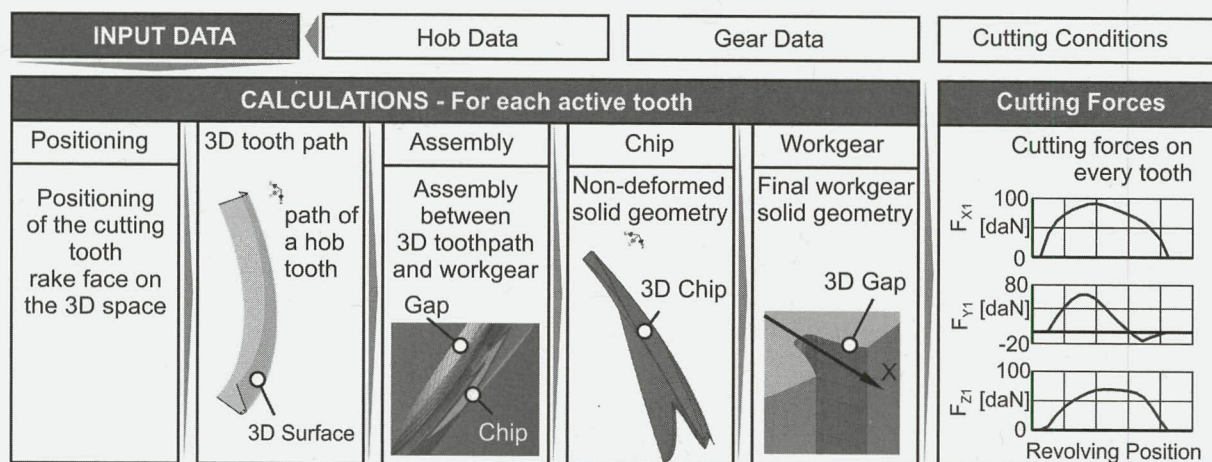 INPUT DATA
Hob Data
Gear Data
Cutting Conditions
CALCULATIONS - For each active tooth
Positioning
Positioning
of the cutting
tooth
rake face on
the 3D space
3D tooth path
path of
a hob
tooth
3D Surface
Assembly
Assembly
between
3D toothpath
and workgear
Gap
Chip
Chip
Non-deformed
solid geometry
3D Chip
Workgear
Final workgear
solid geometry
3D Gap
X
Cutting Forces
Cutting forces on
every tooth
FX1 [daN]
100
0
FY1 [daN]
80
-20
FZ1 [daN]
100
0
Revolving Position